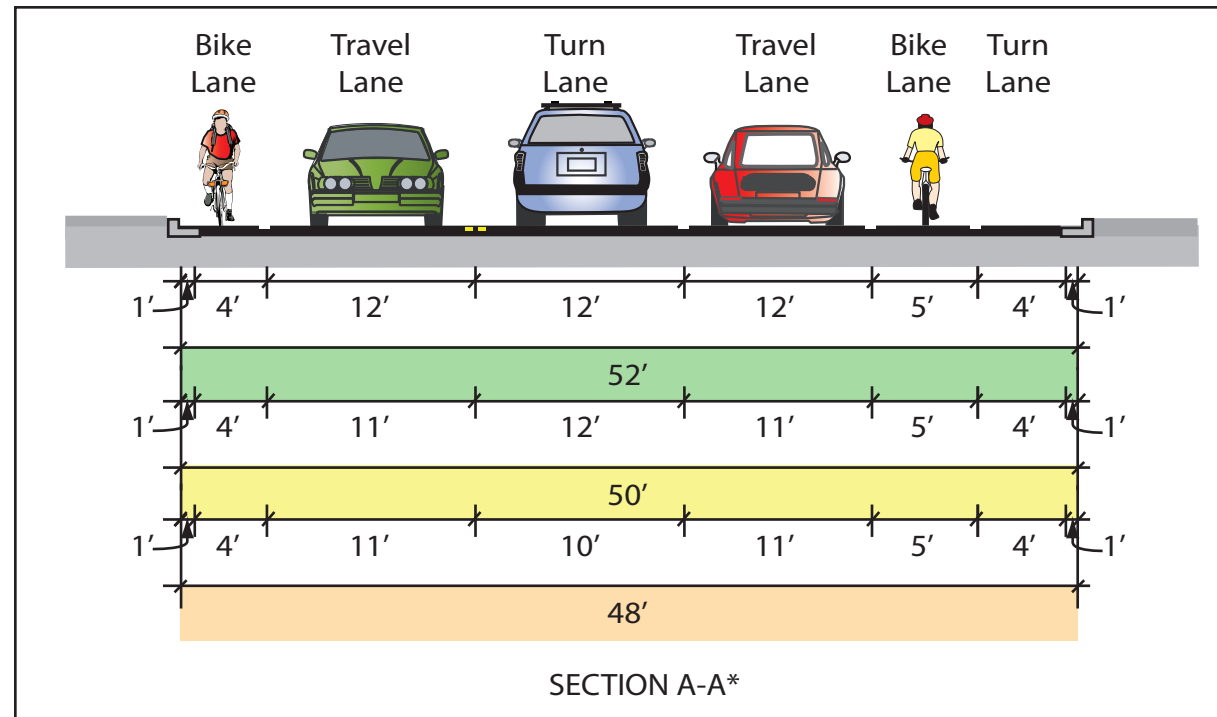 Bike Lane
Travel Lane
Turn Lane
Travel Lane
Bike Lane
Turn Lane
1’ 4’ 12’ 12’ 12’ 5’ 4’ 1’
52’
1’ 4’ 11’ 12’ 11’ 5’ 4’ 1’
50’
1’ 4’ 11’ 10’ 11’ 5’ 4’ 1’
48’
SECTION A-A*